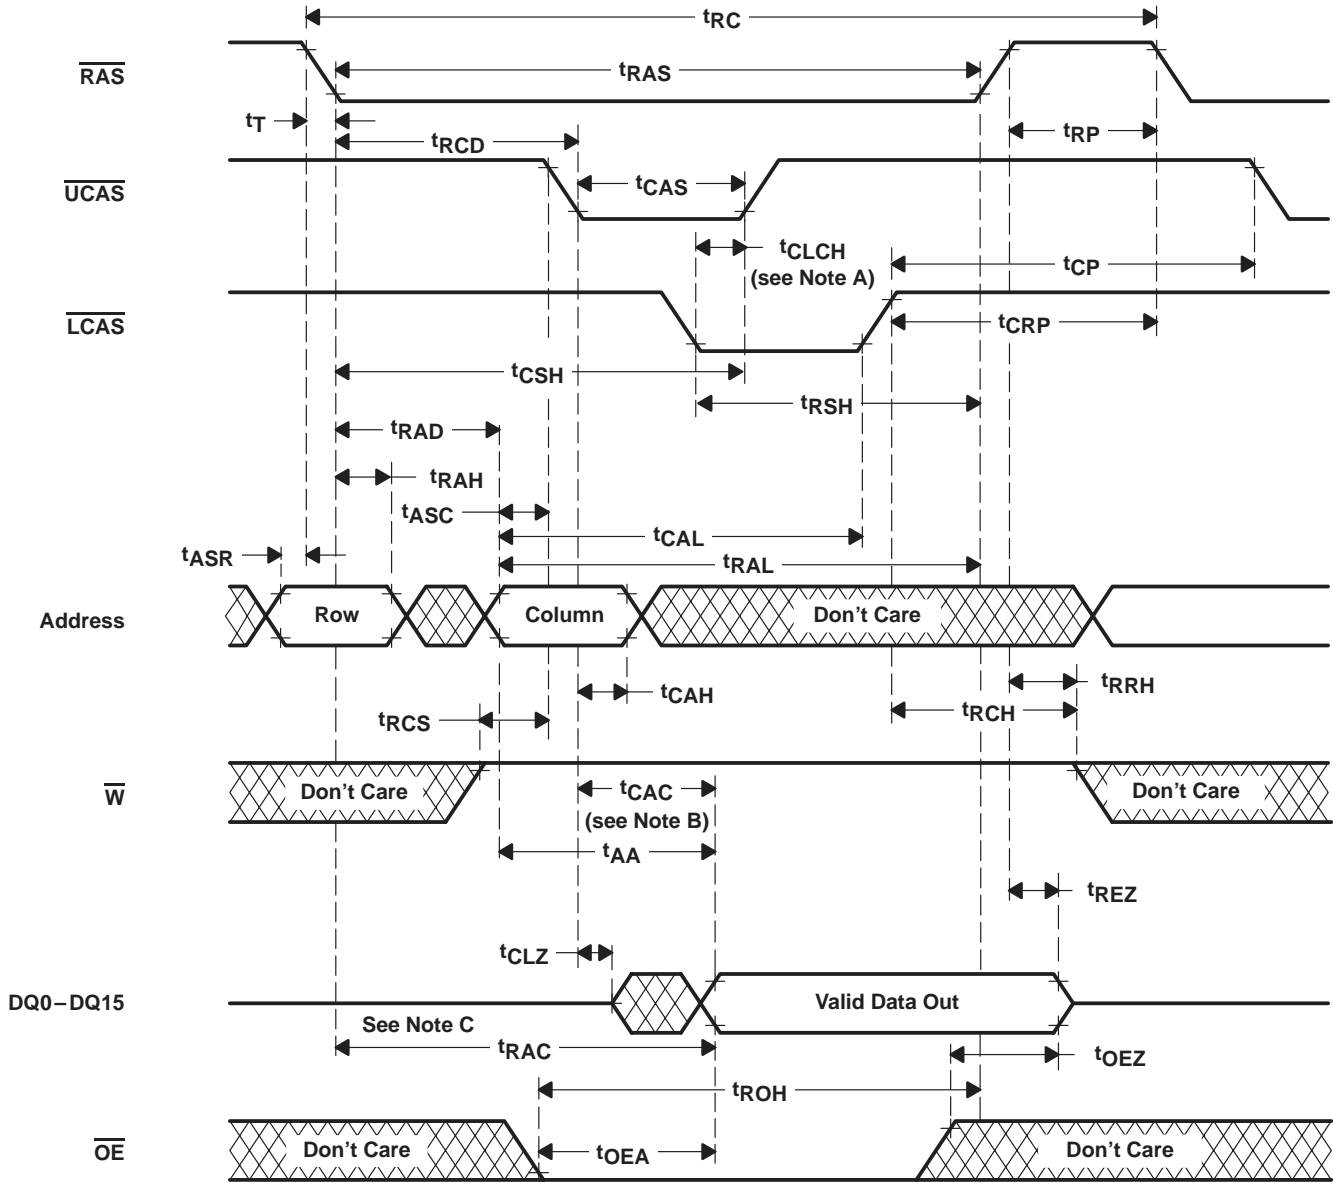 tRC
RAS
tRAS
tT
tRCD
tRP
UCAS
tCAS
tCLCH
(see Note A)
tCP
LCAS
tCRP
tCSH
tRSH
tRAD
tRAH
tASC
tCAL
tASR
tRAL
Address
Row
Column
Don't Care
tCAH
tRRH
tRCS
tRCH
W
Don't Care
tCAC
Don't Care
(see Note B)
tAA
tREZ
tCLZ
DQ0–DQ15
Valid Data Out
See Note C
tRAC
tOEZ
tROH
OE
Don't Care
tOEA
Don't Care